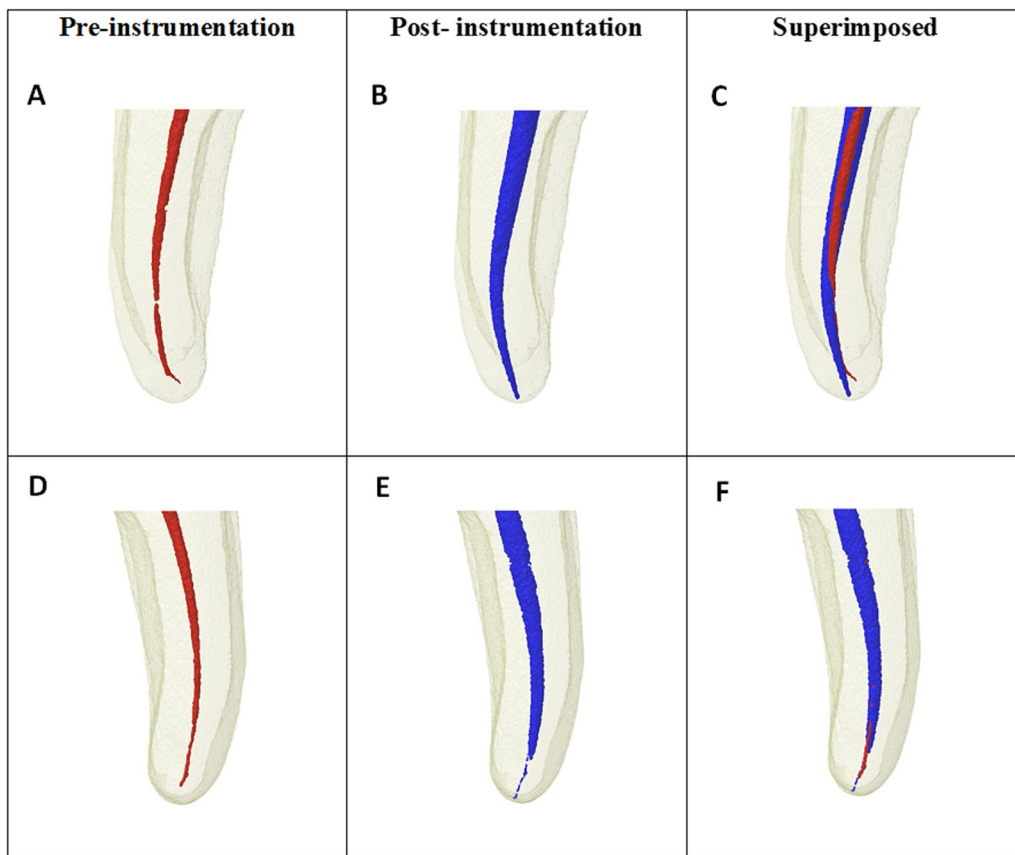 Pre-instrumentation
Post- instrumentation
Superimposed
A
B
C
D
E
F